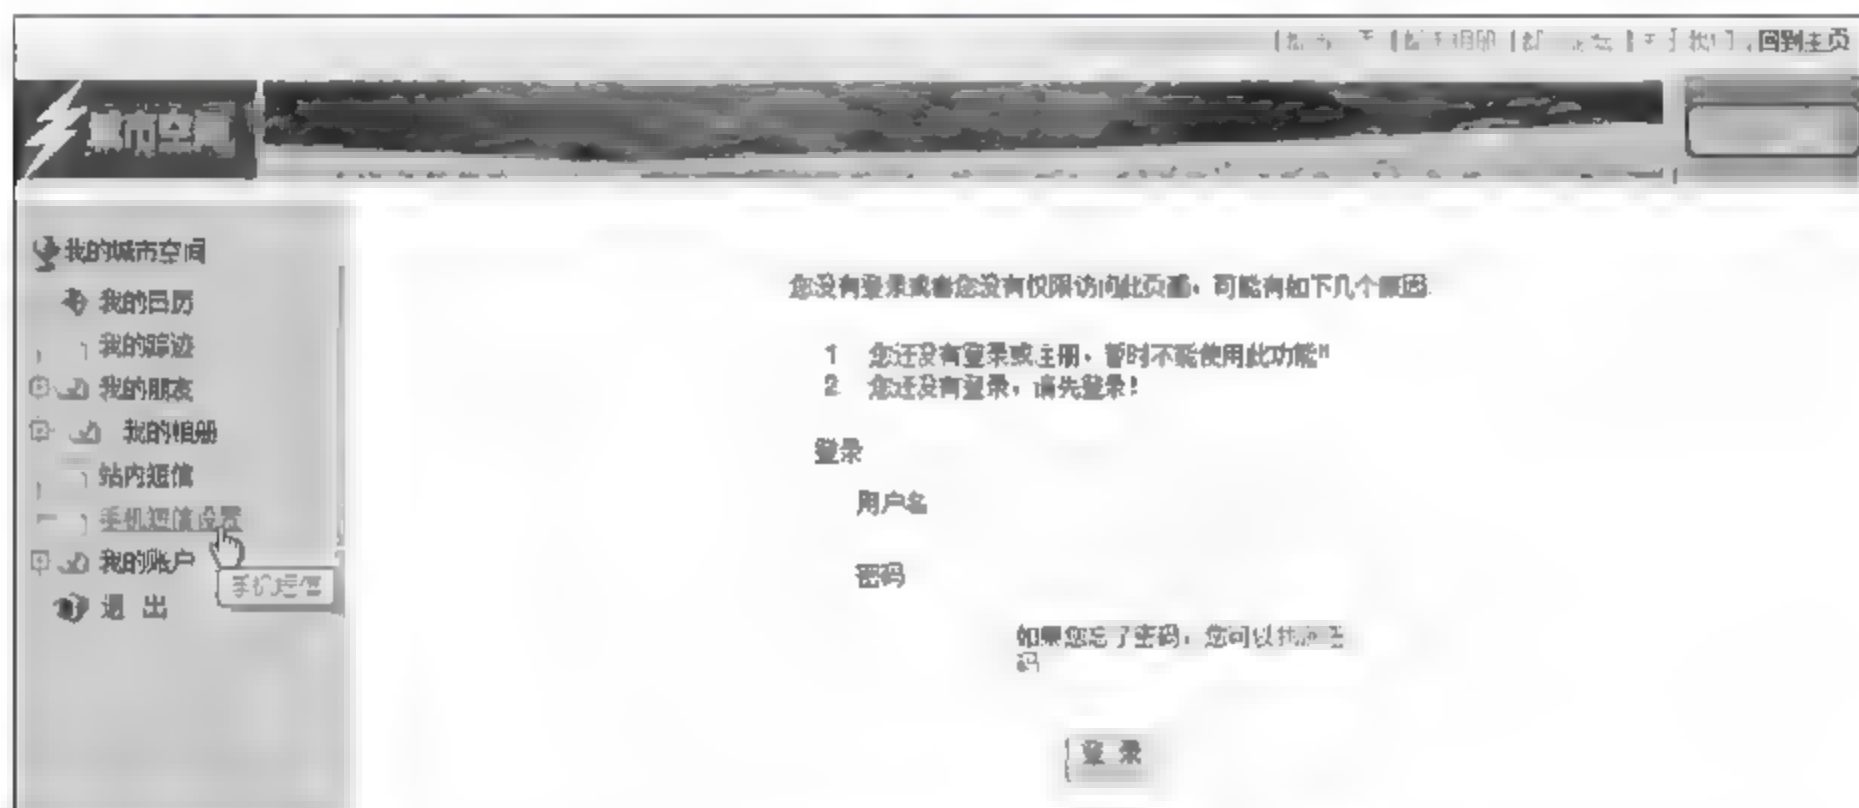 回到主页
城市空间
我的城市空间
我的日历
我的踪迹
我的朋友
我的相册
站内短信
手机短信设置
我的账户
手机短信
退 出
您没有登录或者您没有权限访问此页面，可能有如下几个原因
1 您还没有登录或注册，暂时不能使用此功能"
2 您还没有登录，请先登录！
登录
用户名
密码
如果您忘了密码，您可以
码
登 录